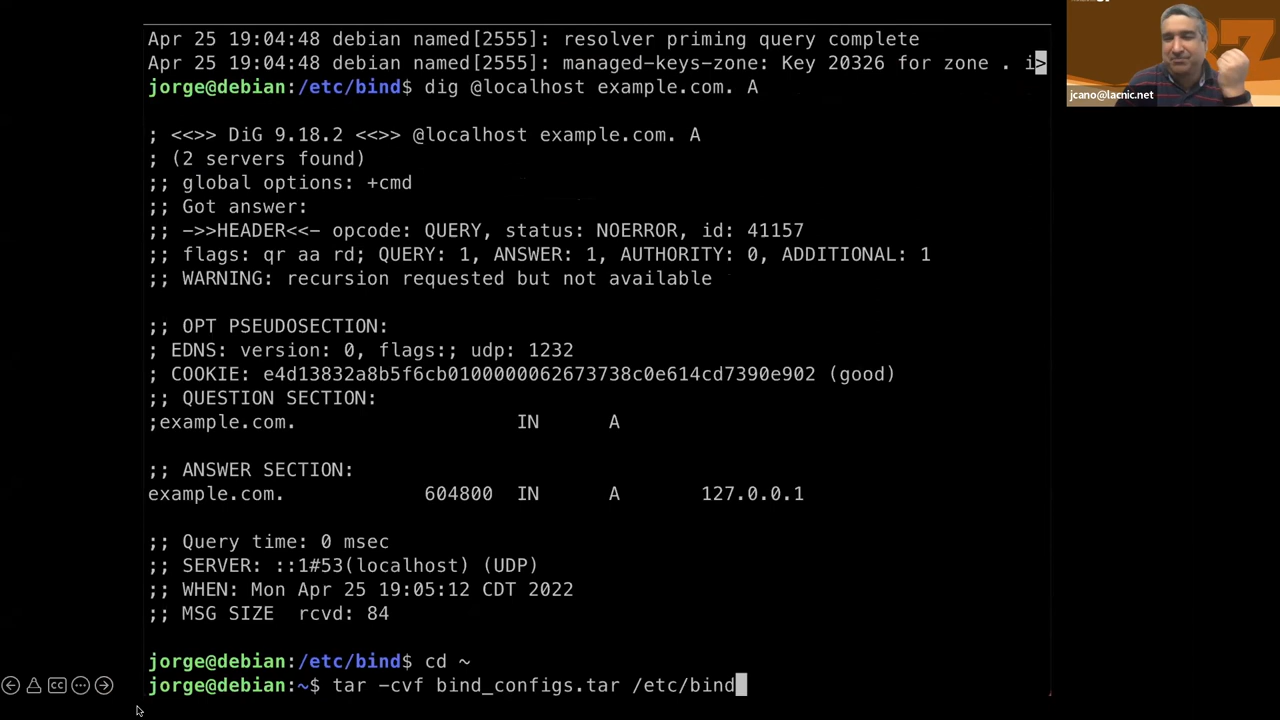 Apr 25 19:04:48 debian named[2555]: resolver priming query complete
Apr 25 19:04:48 debian named[2555]: managed-keys-zone: Key 20326 for zone . i>
jorge@debian:/etc/bind$ dig @localhost example.com. A
; <<>> DiG 9.18.2 <<>> @localhost example.com. A
; (2 servers found)
;; global options: +cmd
;; Got answer:
;; ->>HEADER<<- opcode: QUERY, status: NOERROR, id: 41157
;; flags: qr aa rd; QUERY: 1, ANSWER: 1, AUTHORITY: 0, ADDITIONAL: 1
;; WARNING: recursion requested but not available
;; OPT PSEUDOSECTION:
; EDNS: version: 0, flags:; udp: 1232
; COOKIE: e4d13832a8b5f6cb0100000062673738c0e614cd7390e902 (good)
;; QUESTION SECTION:
;example.com. IN A
;; ANSWER SECTION:
example.com. 604800 IN A 127.0.0.1
;; Query time: 0 msec
;; SERVER: ::1#53(localhost) (UDP)
;; WHEN: Mon Apr 25 19:05:12 CDT 2022
;; MSG SIZE rcvd: 84
jorge@debian:/etc/bind$ cd ~
jorge@debian:~$ tar -cvf bind_configs.tar /etc/bind
jcano@lacnic.net
CC